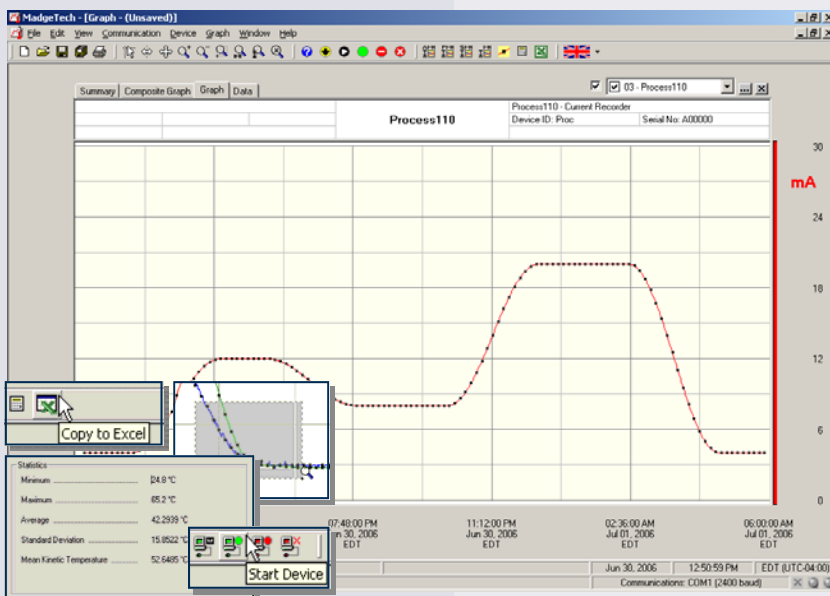 MadgeTech - [Graph - (Unsaved)]
File Edit View Communication Device Graph Window Help
Summary Composite Graph Graph Data
03 - Process110
Process110
Process110 - Current Recorder
Device ID: Proc Serial No: A00000
30
mA
24
18
12
6
0
Copy to Excel
Statistics
Minimum 24.8 °C
Maximum 65.2 °C
Average 42.2939 °C
Standard Deviation 15.8522 °C
Mean Kinetic Temperature 52.6485 °C
Start Device
07:48:00 PM 11:12:00 PM 02:36:00 AM 06:00:00 AM
n 30, 2006 Jun 30, 2006 Jul 01, 2006 Jul 01, 2006
EDT EDT EDT EDT
Jun 30, 2006 12:50:59 PM EDT (UTC-04:00)
Communications: COM1 (2400 baud)